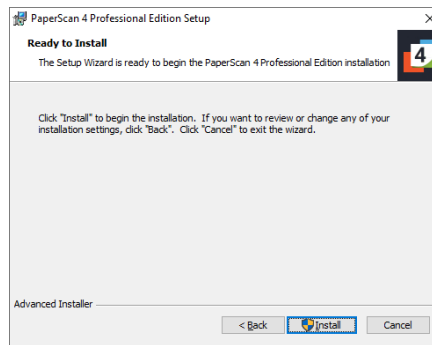 PaperScan 4 Professional Edition Setup
Ready to Install
The Setup Wizard is ready to begin the PaperScan 4 Professional Edition installation
4
Click "Install" to begin the installation. If you want to review or change any of your
installation settings, click "Back". Click "Cancel" to exit the wizard.
Advanced Installer
< Back
Install
Cancel